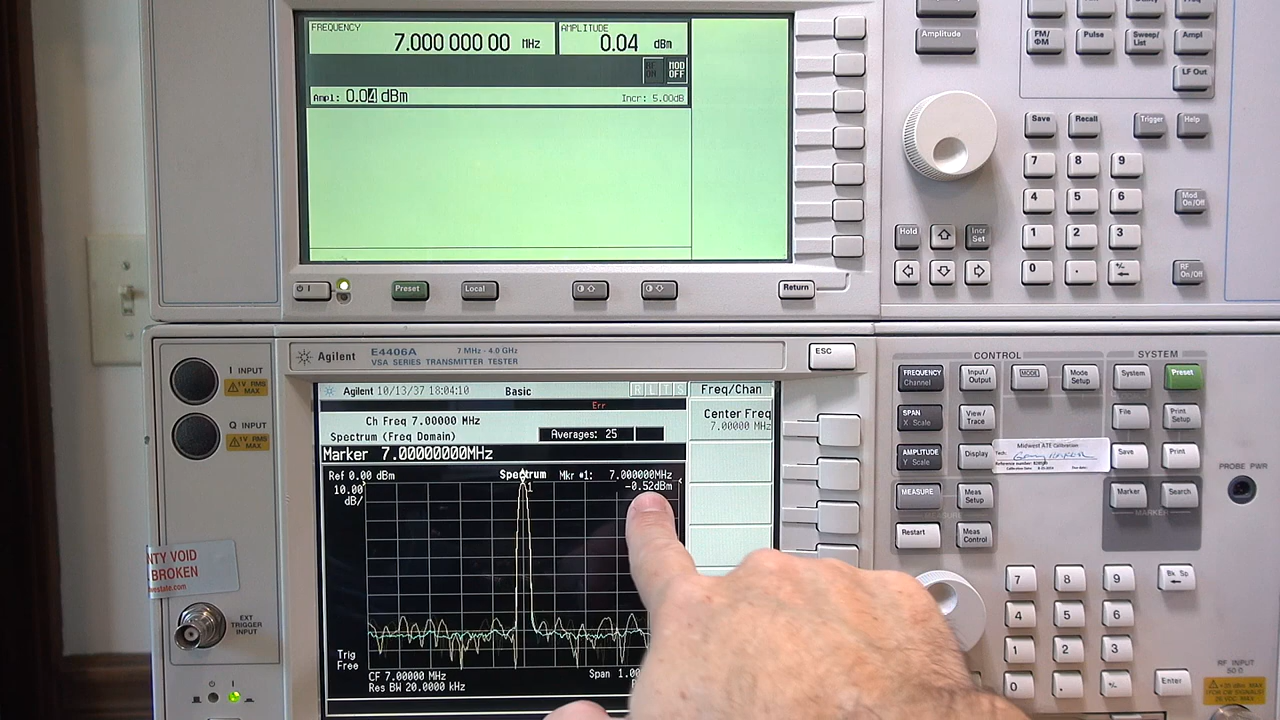 FREQUENCY
7.000 000 00 MHz
AMPLITUDE
0.04 dBm
RF ON
MOD OFF
Ampl: 0.04 dBm
Incr: 5.00dB
Amplitude
FM/ΦM
Pulse
Sweep/List
Ampl
LF Out
Save
Recall
Trigger
Help
7 8 9
4 5 6
Mod On/Off
Hold
Incr Set
1 2 3
0 . +/-
RF On/Off
Preset
Local
Return
Agilent
E4406A
7 MHz - 4.0 GHz
VSA SERIES TRANSMITTER TESTER
ESC
I INPUT
1V RMS MAX
Q INPUT
1V RMS MAX
NTY VOID
BROKEN
EXT TRIGGER INPUT
Agilent 10/13/37 18:04:10
Basic
R L T S
Freq/Chan
Err
Ch Freq 7.00000 MHz
Center Freq
7.00000 MHz
Spectrum (Freq Domain)
Averages: 25
Marker 7.00000000MHz
Ref 0.00 dBm
Spectrum
Mkr #1: 7.000000MHz
-0.52dBm
10.00
dB/
1
Trig
Free
CF 7.00000 MHz
Span 1.00
Res BW 20.0000 kHz
CONTROL
SYSTEM
FREQUENCY Channel
Input/Output
MODE
Mode Setup
System
Preset
SPAN X Scale
View/Trace
File
Print Setup
AMPLITUDE Y Scale
Display
Midwest ATE Calibration
Save
Print
PROBE PWR
MEASURE
Meas Setup
Marker
Search
MEASURE
MARKER
Restart
Meas Control
7 8 9
Bk Sp
4 5 6
1 2 3
0 .
Enter
RF INPUT
50 Ω